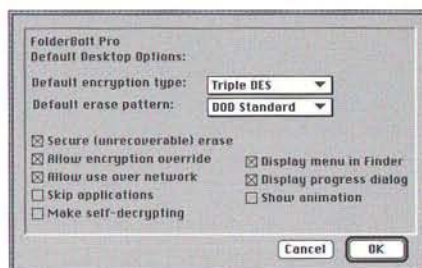 FolderBolt Pro
Default Desktop Options:
Default encryption type: Triple DES
Default erase pattern: DOD Standard
Secure (unrecoverable) erase
Allow encryption override
Display menu in Finder
Allow use over network
Display progress dialog
Skip applications
Show animation
Make self-decrypting
Cancel
OK